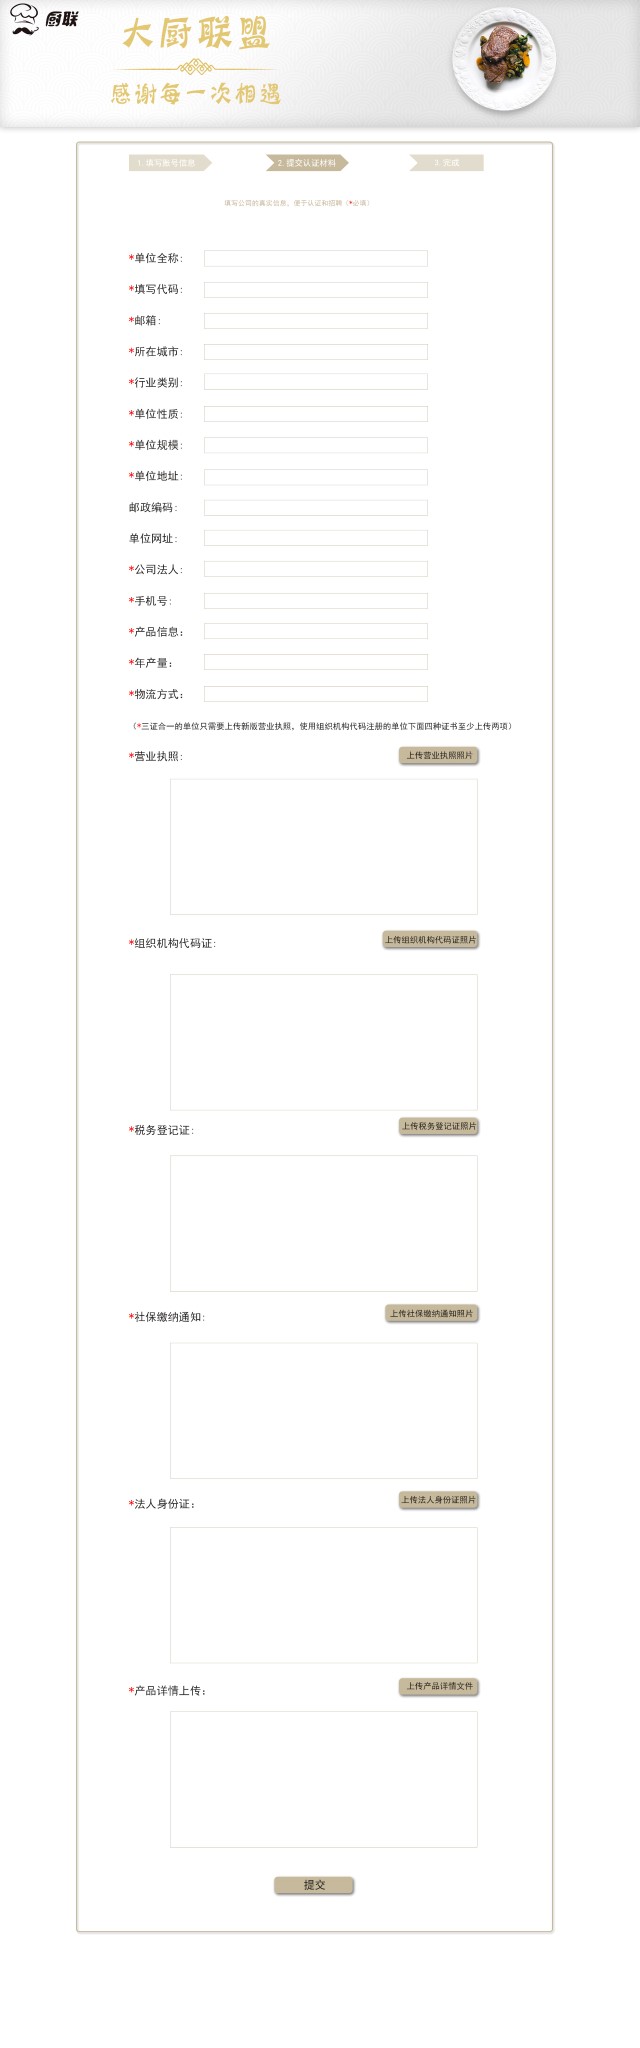 厨联
大厨联盟
感谢每一次相遇
1. 填写账号信息
2. 提交认证材料
3. 完成
填写公司的真实信息，便于认证和招聘（*必填）
*单位全称：
*填写代码：
*邮箱：
*所在城市：
*行业类别：
*单位性质：
*单位规模：
*单位地址：
邮政编码：
单位网址：
*公司法人：
*手机号：
*产品信息：
*年产量：
*物流方式：
（*三证合一的单位只需要上传新版营业执照，使用组织机构代码注册的单位下面四种证书至少上传两项）
*营业执照：
上传营业执照照片
*组织机构代码证：
上传组织机构代码证照片
*税务登记证：
上传税务登记证照片
*社保缴纳通知：
上传社保缴纳通知照片
*法人身份证：
上传法人身份证照片
*产品详情上传：
上传产品详情文件
提交